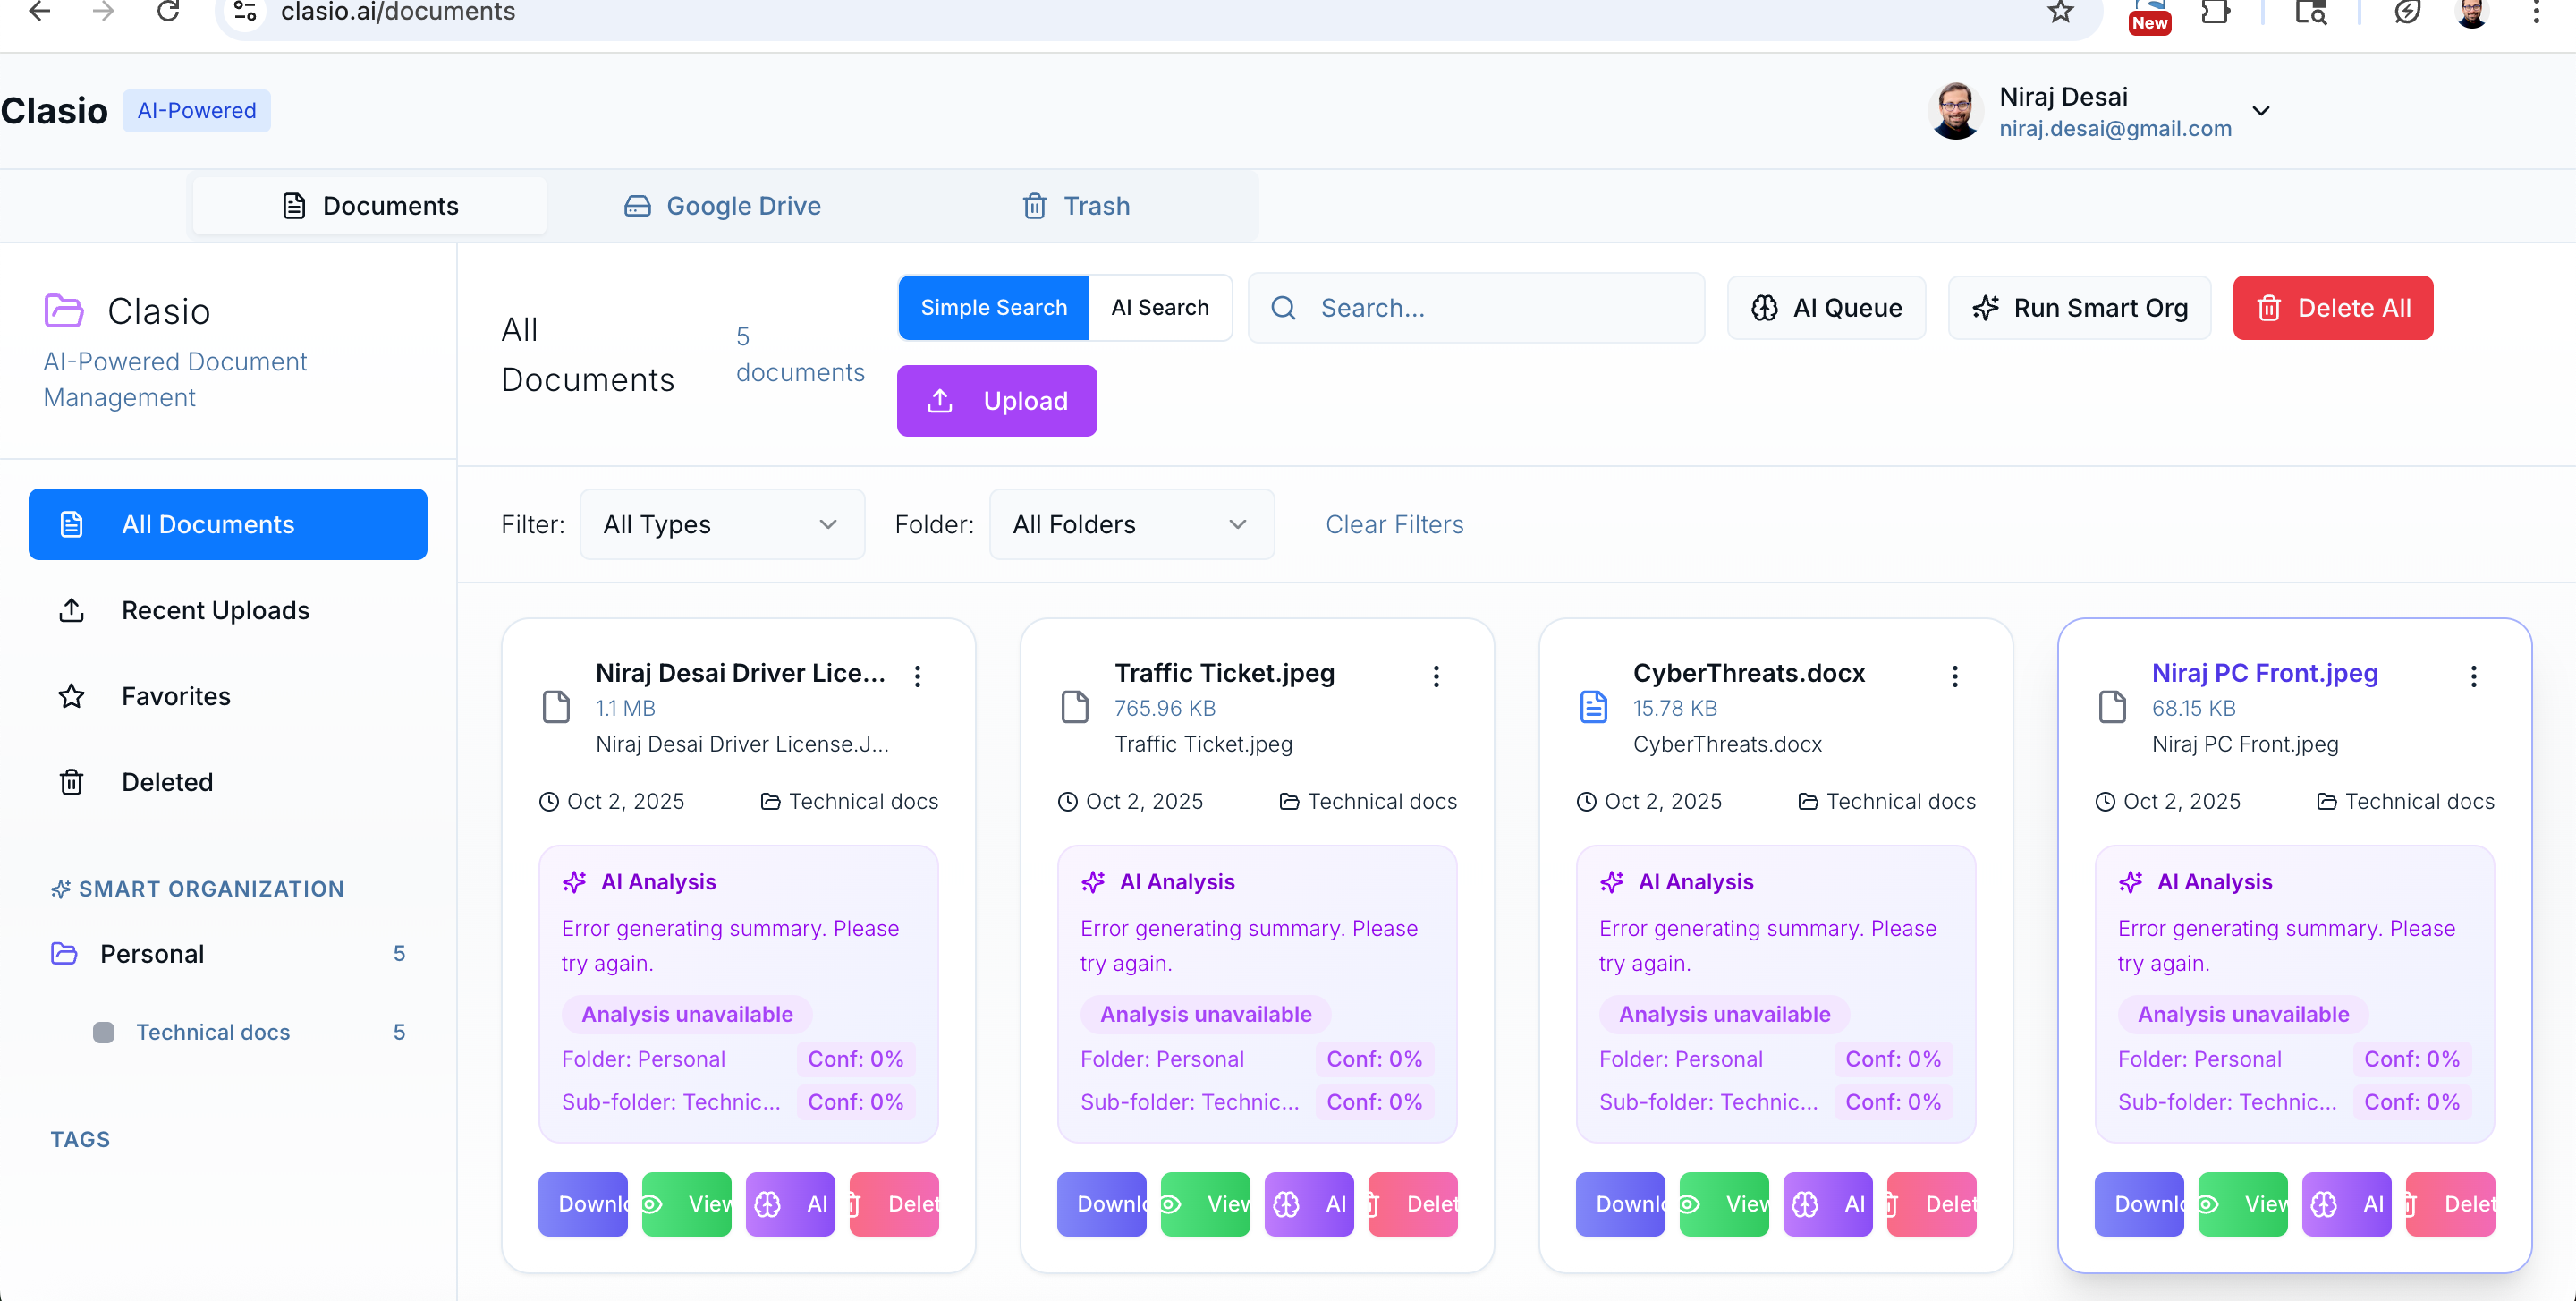 clasio.ai/documents
New
Clasio
AI-Powered
Niraj Desai
niraj.desai@gmail.com
Documents
Google Drive
Trash
Clasio
AI-Powered Document
Management
All Documents
Recent Uploads
Favorites
Deleted
SMART ORGANIZATION
Personal 5
Technical docs 5
TAGS
All
Documents
5
documents
Simple Search
AI Search
Search...
AI Queue
Run Smart Org
Delete All
Upload
Filter:
All Types
Folder:
All Folders
Clear Filters
Niraj Desai Driver Lice...
1.1 MB
Niraj Desai Driver License.J...
Oct 2, 2025
Technical docs
AI Analysis
Error generating summary. Please
try again.
Analysis unavailable
Folder: Personal Conf: 0%
Sub-folder: Technic... Conf: 0%
Downlo View AI Delet
Traffic Ticket.jpeg
765.96 KB
Traffic Ticket.jpeg
Oct 2, 2025
Technical docs
AI Analysis
Error generating summary. Please
try again.
Analysis unavailable
Folder: Personal Conf: 0%
Sub-folder: Technic... Conf: 0%
Downlo View AI Delet
CyberThreats.docx
15.78 KB
CyberThreats.docx
Oct 2, 2025
Technical docs
AI Analysis
Error generating summary. Please
try again.
Analysis unavailable
Folder: Personal Conf: 0%
Sub-folder: Technic... Conf: 0%
Downlo View AI Delet
Niraj PC Front.jpeg
68.15 KB
Niraj PC Front.jpeg
Oct 2, 2025
Technical docs
AI Analysis
Error generating summary. Please
try again.
Analysis unavailable
Folder: Personal Conf: 0%
Sub-folder: Technic... Conf: 0%
Downlo View AI Delet